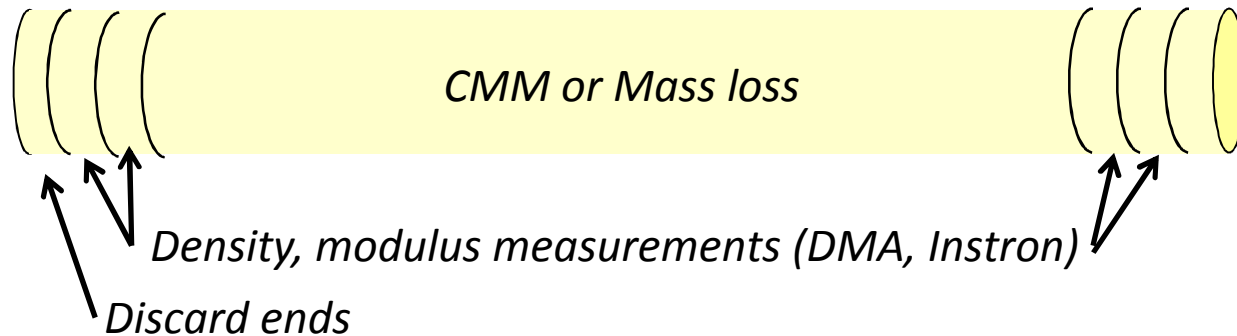 CMM or Mass loss
Density, modulus measurements (DMA, Instron)
Discard ends